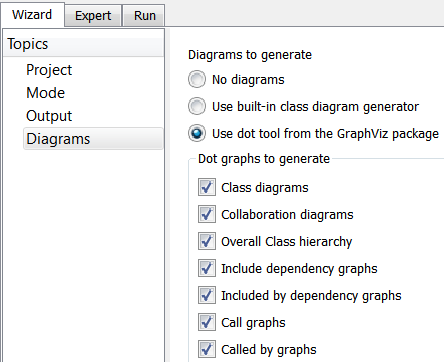 Wizard Expert Run
Topics
Project
Mode
Output
Diagrams
Diagrams to generate
No diagrams
Use built-in class diagram generator
Use dot tool from the GraphViz package
Dot graphs to generate
Class diagrams
Collaboration diagrams
Overall Class hierarchy
Include dependency graphs
Included by dependency graphs
Call graphs
Called by graphs